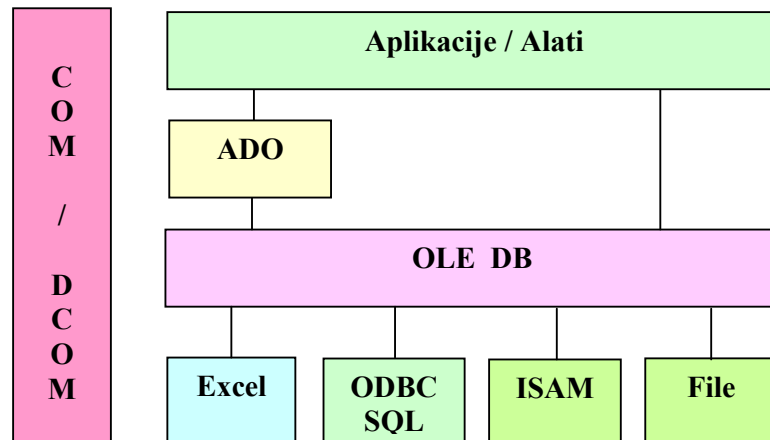 C
O
M
/
D
C
O
M
Aplikacije / Alati
ADO
OLE DB
Excel
ODBC
SQL
ISAM
File